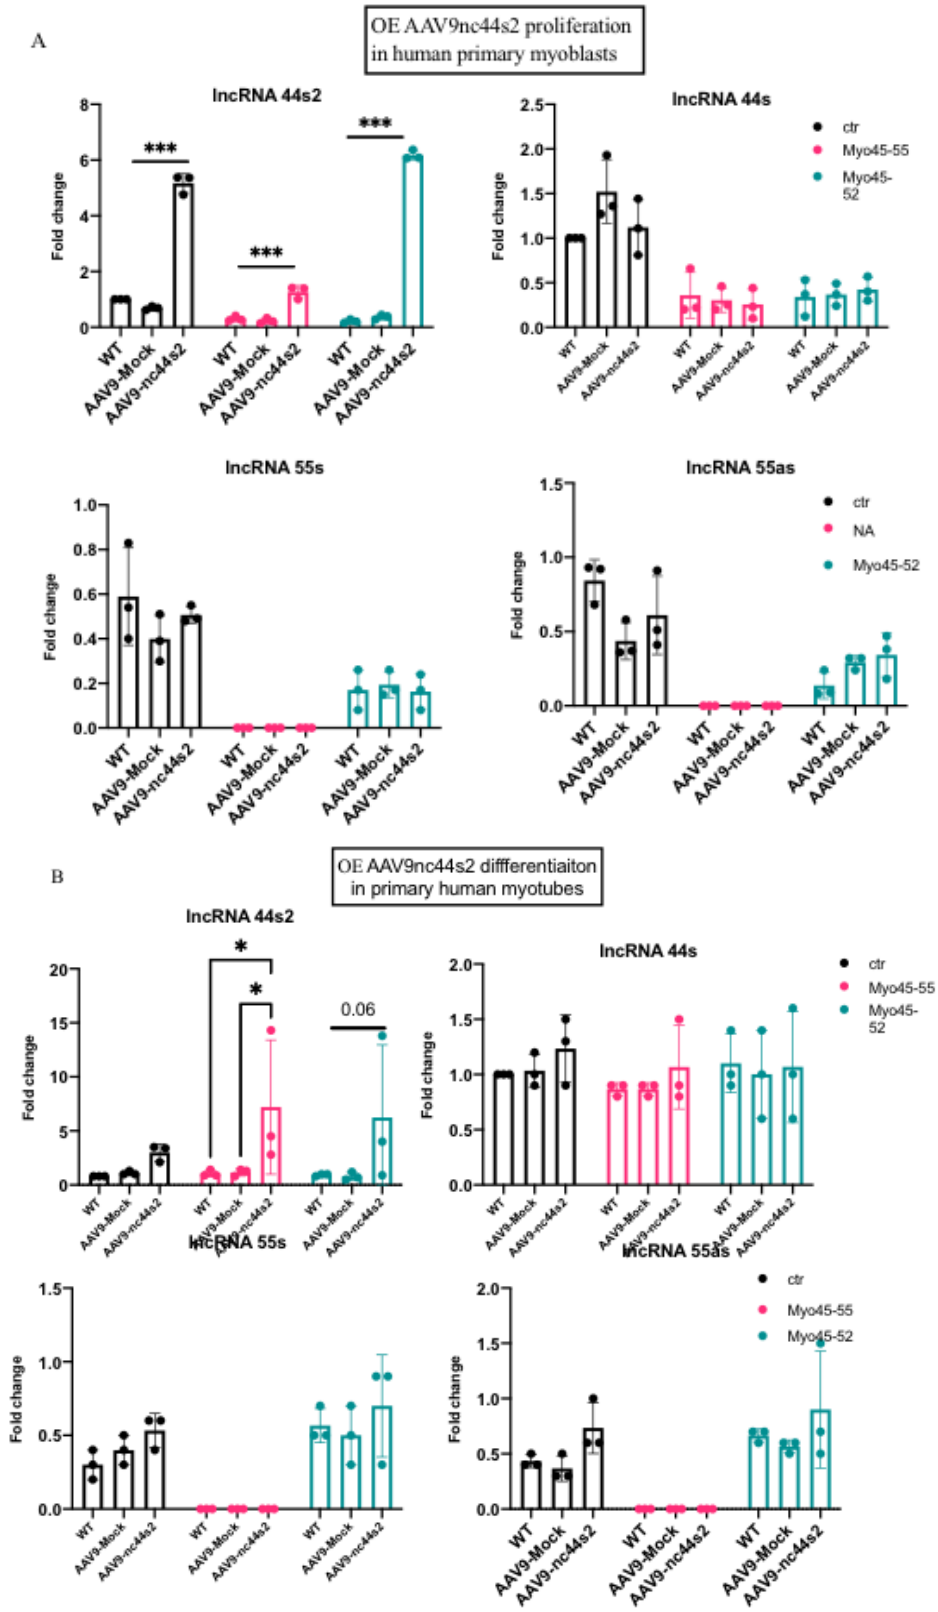 A
OE AAV9nc44s2 proliferation
in human primary myoblasts
lncRNA 44s2
Fold change
8
6
4
2
0
***
***
***
WT
AAV9-Mock
AAV9-nc44s2
WT
AAV9-Mock
AAV9-nc44s2
WT
AAV9-Mock
AAV9-nc44s2
lncRNA 44s
Fold change
2.5
2.0
1.5
1.0
0.5
0.0
WT
AAV9-Mock
AAV9-nc44s2
WT
AAV9-Mock
AAV9-nc44s2
WT
AAV9-Mock
AAV9-nc44s2
ctr
Myo45-55
Myo45-
52
lncRNA 55s
Fold change
1.0
0.8
0.6
0.4
0.2
0.0
WT
AAV9-Mock
AAV9-nc44s2
WT
AAV9-Mock
AAV9-nc44s2
WT
AAV9-Mock
AAV9-nc44s2
lncRNA 55as
Fold change
1.5
1.0
0.5
0.0
WT
AAV9-Mock
AAV9-nc44s2
WT
AAV9-Mock
AAV9-nc44s2
WT
AAV9-Mock
AAV9-nc44s2
ctr
NA
Myo45-52
B
OE AAV9nc44s2 diffferentiaiton
in primary human myotubes
lncRNA 44s2
Fold change
20
15
10
5
0
*
*
0.06
WT
AAV9-Mock
AAV9-nc44s2
WT
AAV9-Mock
AAV9-nc44s2
WT
AAV9-Mock
AAV9-nc44s2
lncRNA 44s
Fold change
2.0
1.5
1.0
0.5
0.0
WT
AAV9-Mock
AAV9-nc44s2
WT
AAV9-Mock
AAV9-nc44s2
WT
AAV9-Mock
AAV9-nc44s2
ctr
Myo45-55
Myo45-
52
lncRNA 55s
Fold change
1.5
1.0
0.5
0.0
WT
AAV9-Mock
AAV9-nc44s2
WT
AAV9-Mock
AAV9-nc44s2
WT
AAV9-Mock
AAV9-nc44s2
lncRNA 55as
Fold change
2.0
1.5
1.0
0.5
0.0
WT
AAV9-Mock
AAV9-nc44s2
WT
AAV9-Mock
AAV9-nc44s2
WT
AAV9-Mock
AAV9-nc44s2
ctr
Myo45-55
Myo45-52